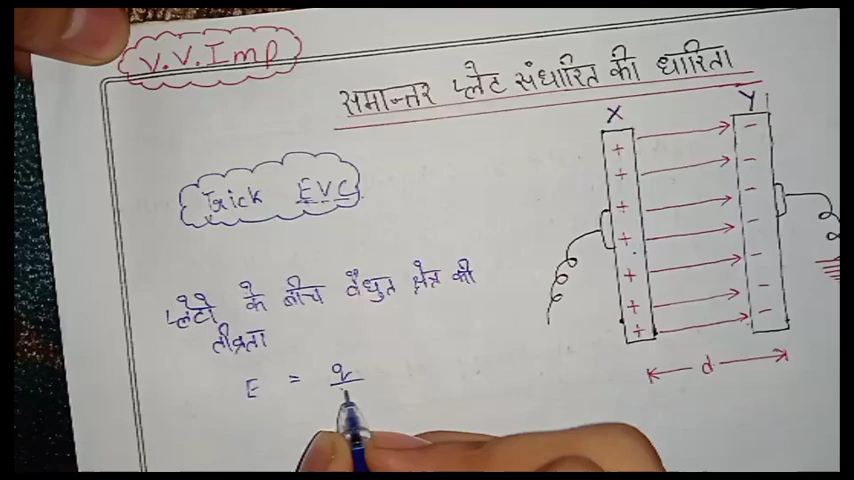 V.V.Imp
समान्तर प्लेट संधारित की धारिता
X
Y
Trick EVC
+ -
+ -
+ -
+ -
+ -
+ -
+ -
प्लेटो के बीच वैधुत क्षेत्र की
तीव्रता
d
E = q